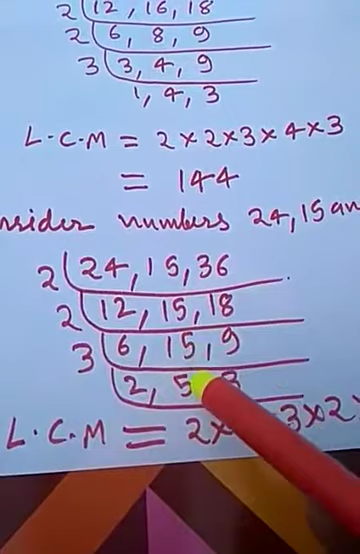 2 12, 16, 18
2 6, 8, 9
3 3, 4, 9
1, 4, 3
L.C.M = 2×2×3×4×3
= 144
numbers 24, 15
2 24, 15, 36
2 12, 15, 18
3 6, 15, 9
2, 5
L.C.M = 2× 3×2